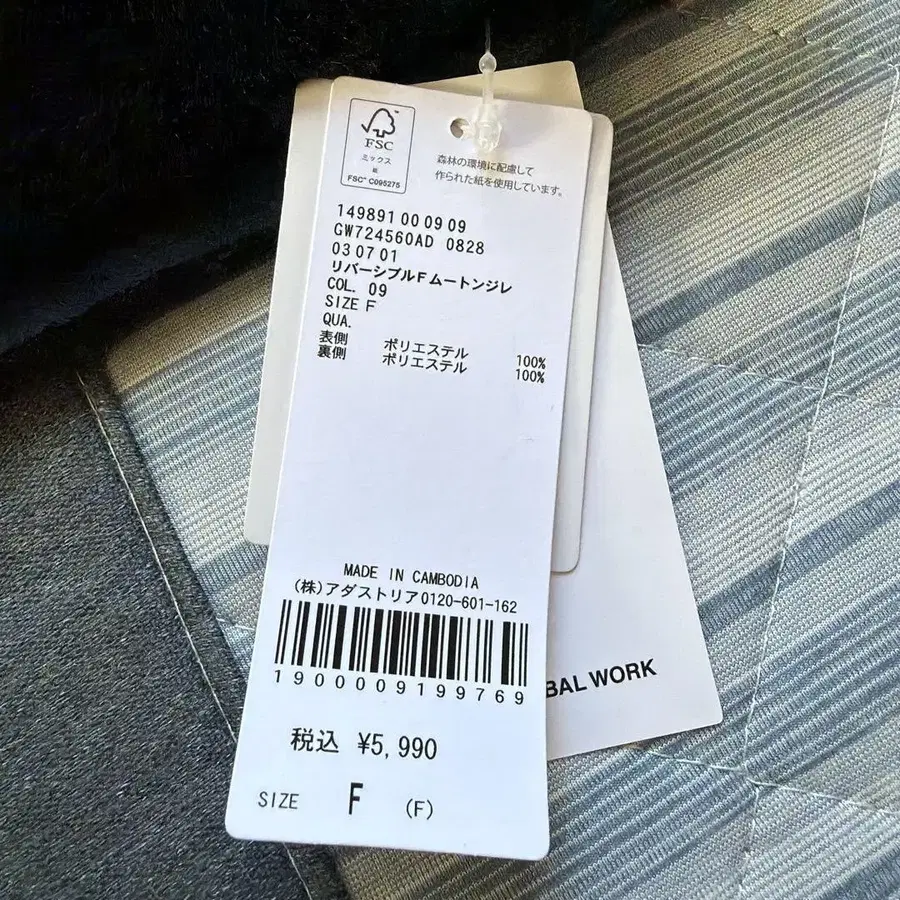 FSC
ミックス
紙
FSC® C095275
森林の環境に配慮して
作られた紙を使用しています。
149891 00 09 09
GW724560AD 0828
03 07 01
リバーシブルFムートンジレ
COL. 09
SIZE F
QUA.
表側 ポリエステル 100%
裏側 ポリエステル 100%
MADE IN CAMBODIA
(株)アダストリア0120-601-162
1900009199769
税込 ¥5,990
SIZE F (F)
BAL WORK